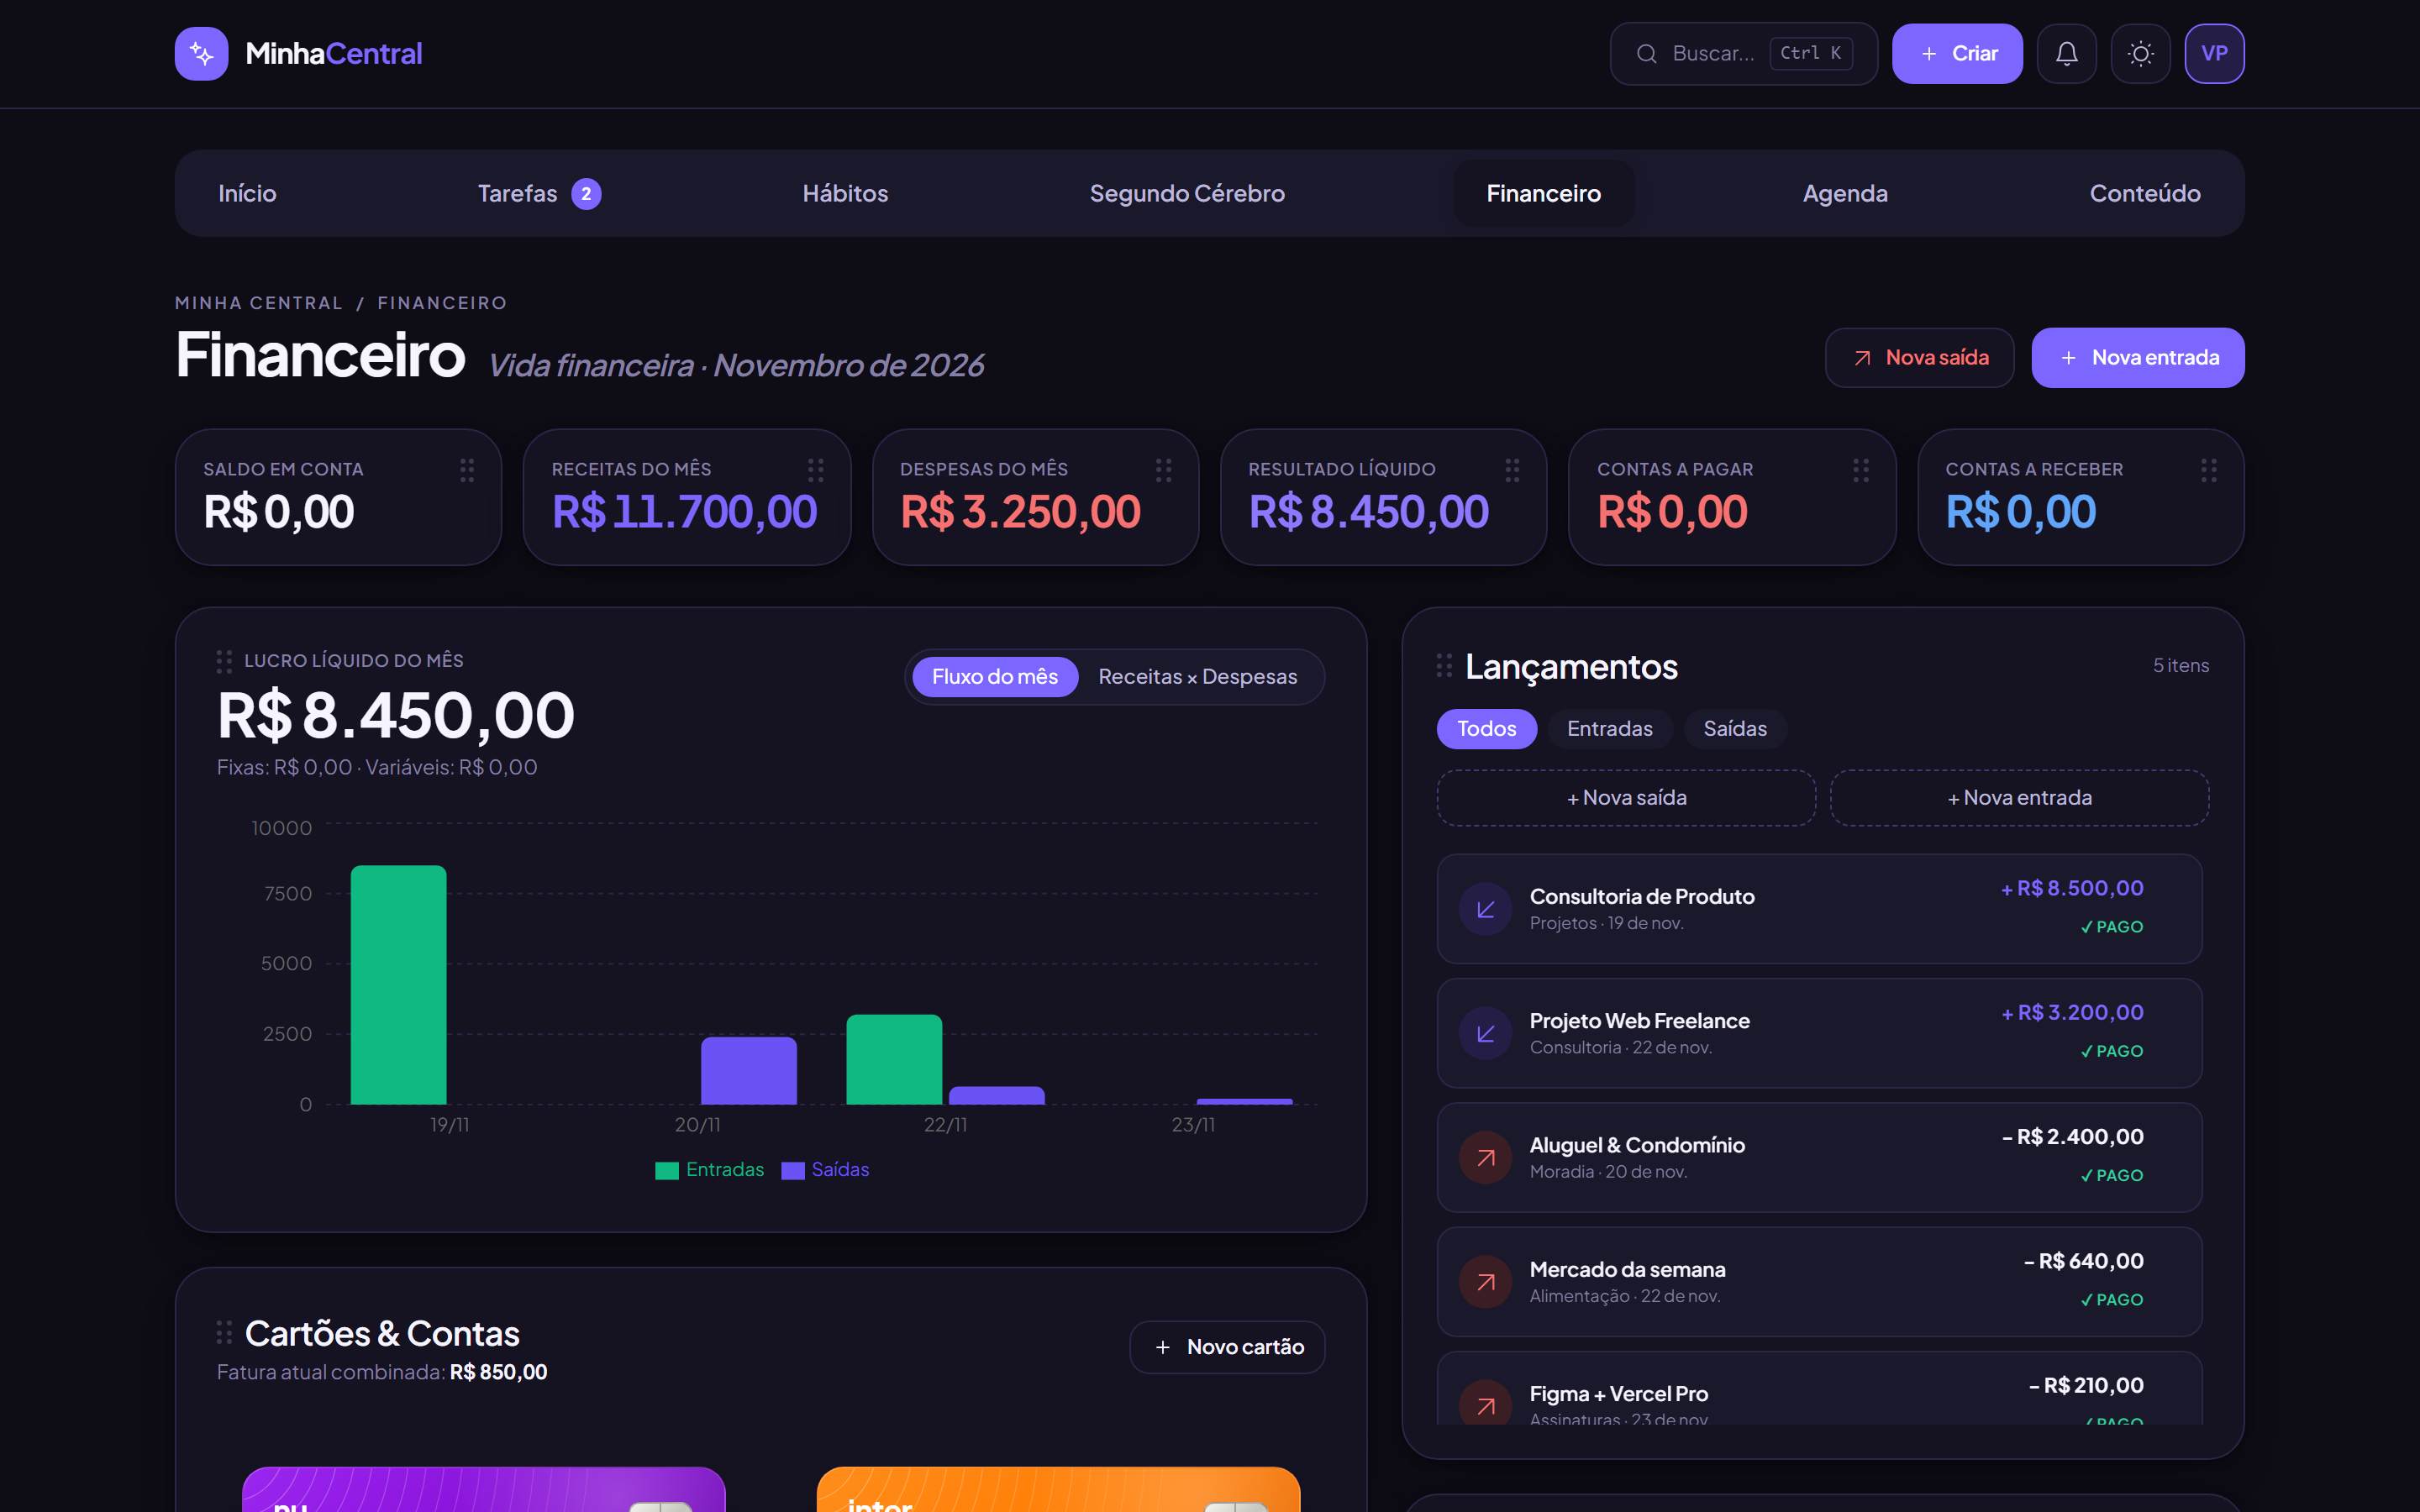 MinhaCentral
Buscar... Ctrl K
+ Criar
VP
Início
Tarefas 2
Hábitos
Segundo Cérebro
Financeiro
Agenda
Conteúdo
MINHA CENTRAL / FINANCEIRO
Financeiro Vida financeira · Novembro de 2026
Nova saída
+ Nova entrada
SALDO EM CONTA
R$ 0,00
RECEITAS DO MÊS
R$ 11.700,00
DESPESAS DO MÊS
R$ 3.250,00
RESULTADO LÍQUIDO
R$ 8.450,00
CONTAS A PAGAR
R$ 0,00
CONTAS A RECEBER
R$ 0,00
LUCRO LÍQUIDO DO MÊS
R$ 8.450,00
Fixas: R$ 0,00 · Variáveis: R$ 0,00
Fluxo do mês
Receitas × Despesas
10000
7500
5000
2500
0
19/11 20/11 22/11 23/11
Entradas Saídas
Cartões & Contas
Fatura atual combinada: R$ 850,00
+ Novo cartão
nu
inter
Lançamentos
5 itens
Todos Entradas Saídas
+ Nova saída
+ Nova entrada
Consultoria de Produto
Projetos · 19 de nov.
+ R$ 8.500,00
✓ PAGO
Projeto Web Freelance
Consultoria · 22 de nov.
+ R$ 3.200,00
✓ PAGO
Aluguel & Condomínio
Moradia · 20 de nov.
– R$ 2.400,00
✓ PAGO
Mercado da semana
Alimentação · 22 de nov.
– R$ 640,00
✓ PAGO
Figma + Vercel Pro
Assinaturas · 23 de nov.
– R$ 210,00
✓ PAGO